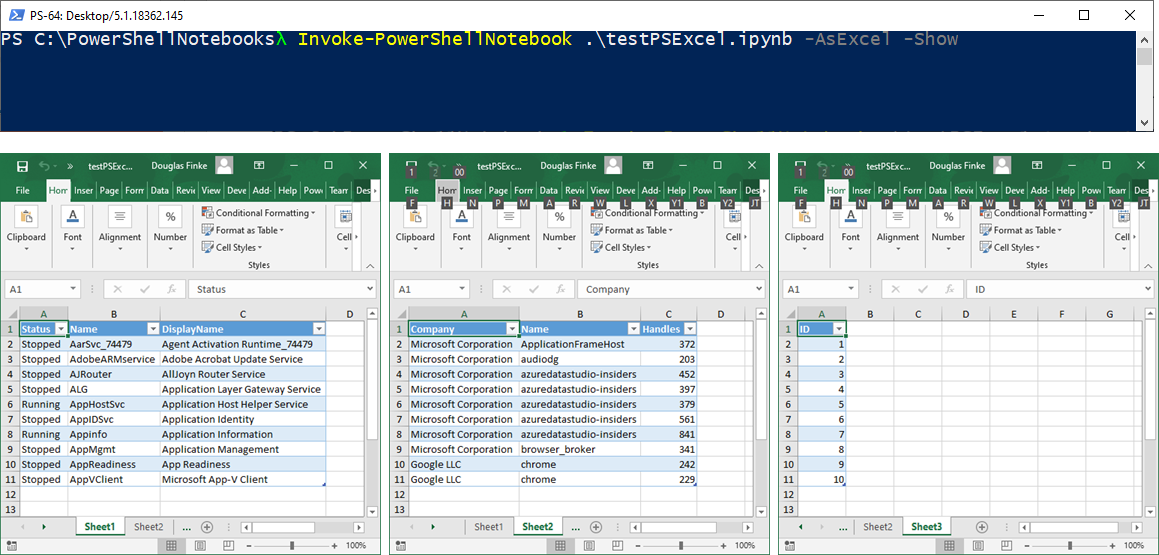 PS-64: Desktop/5.1.18362.145
PS C:\PowerShellNotebooksλ Invoke-PowerShellNotebook .\testPSExcel.ipynb -AsExcel -Show
testPSExc... Douglas Finke
File Hom Inser Page Form Data Revie View Deve Add- Help Powe Team Des
Clipboard Font Alignment Number Cell
% Conditional Formatting
Format as Table
Cell Styles
Styles
A1 fx Status
A B C D
1 Status Name DisplayName
2 Stopped AarSvc_74479 Agent Activation Runtime_74479
3 Stopped AdobeARMservice Adobe Acrobat Update Service
4 Stopped AJRouter AllJoyn Router Service
5 Stopped ALG Application Layer Gateway Service
6 Running AppHostSvc Application Host Helper Service
7 Stopped AppIDSvc Application Identity
8 Running Appinfo Application Information
9 Stopped AppMgmt Application Management
10 Stopped AppReadiness App Readiness
11 Stopped AppVClient Microsoft App-V Client
12
13
Sheet1 Sheet2 ...
100%
1 2 00 testPSExc... Douglas Finke
File Hom Inser Page Form Data Revie View Deve Add- Help Powe Team Des
F H N P M A R W L X Y1 B Y2 JT
Clipboard Font Alignment Number Cell
% Conditional Formatting
Format as Table
Cell Styles
Styles
A1 fx Company
A B C D
1 Company Name Handles
2 Microsoft Corporation ApplicationFrameHost 372
3 Microsoft Corporation audiodg 203
4 Microsoft Corporation azuredatastudio-insiders 452
5 Microsoft Corporation azuredatastudio-insiders 397
6 Microsoft Corporation azuredatastudio-insiders 379
7 Microsoft Corporation azuredatastudio-insiders 561
8 Microsoft Corporation azuredatastudio-insiders 841
9 Microsoft Corporation browser_broker 341
10 Google LLC chrome 242
11 Google LLC chrome 229
12
13
Sheet1 Sheet2 ...
100%
1 2 00 testPSExc... Douglas Finke
File Hom Inser Page Form Data Revie View Deve Add- Help Powe Team Des
F H N P M A R W L X Y1 B Y2 JT
Clipboard Font Alignment Number Cell
% Conditional Formatting
Format as Table
Cell Styles
Styles
A1 fx ID
A B C D E F G
1 ID
2 1
3 2
4 3
5 4
6 5
7 6
8 7
9 8
10 9
11 10
12
13
... Sheet2 Sheet3
100%